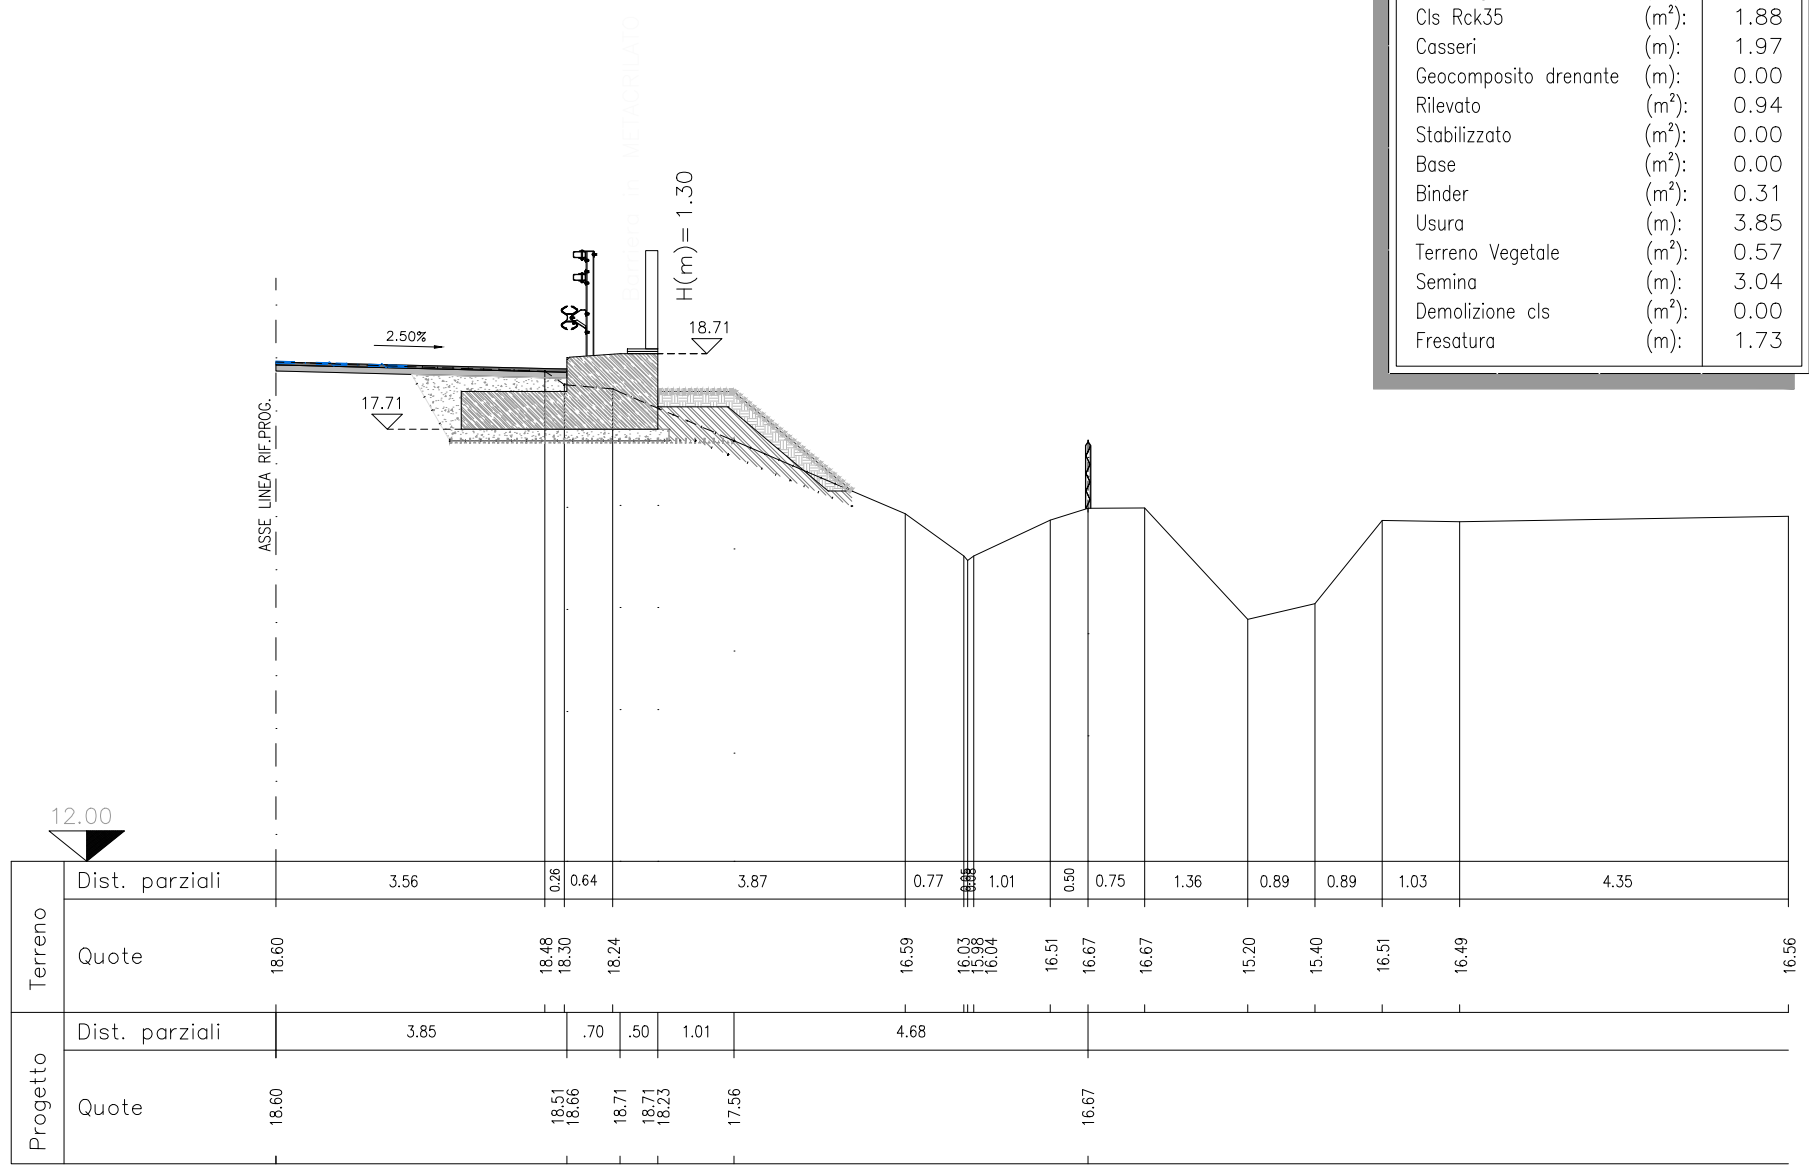 Cls Rck35 (m²): 1.88
Casseri (m): 1.97
Geocomposito drenante (m): 0.00
Rilevato (m²): 0.94
Stabilizzato (m²): 0.00
Base (m²): 0.00
Binder (m²): 0.31
Usura (m): 3.85
Terreno Vegetale (m²): 0.57
Semina (m): 3.04
Demolizione cls (m²): 0.00
Fresatura (m): 1.73
Barriera in METACRILATO
H(m)= 1.30
18.71
2.50%
17.71
ASSE LINEA RIF.PROG.
12.00
Terreno
Dist. parziali 3.56 0.26 0.64 3.87 0.77 1.01 0.50 0.75 1.36 0.89 0.89 1.03 4.35
Quote 18.60 18.48 18.30 18.24 16.59 16.03 15.98 16.04 16.51 16.67 16.67 15.20 15.40 16.51 16.49 16.56
Progetto
Dist. parziali 3.85 .70 .50 1.01 4.68
Quote 18.60 18.51 18.66 18.71 18.71 18.23 17.56 16.67